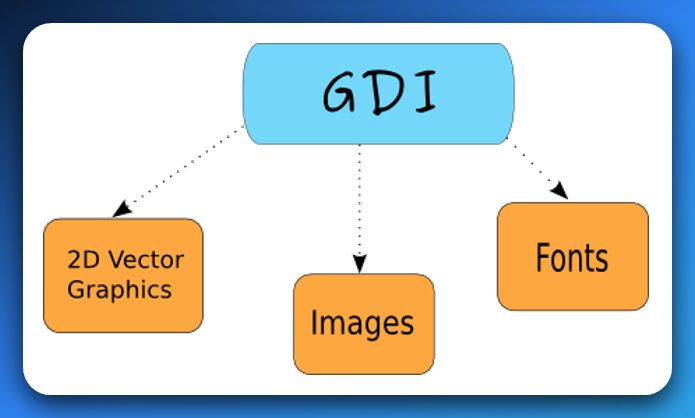 GDI
2D Vector
Graphics
Images
Fonts